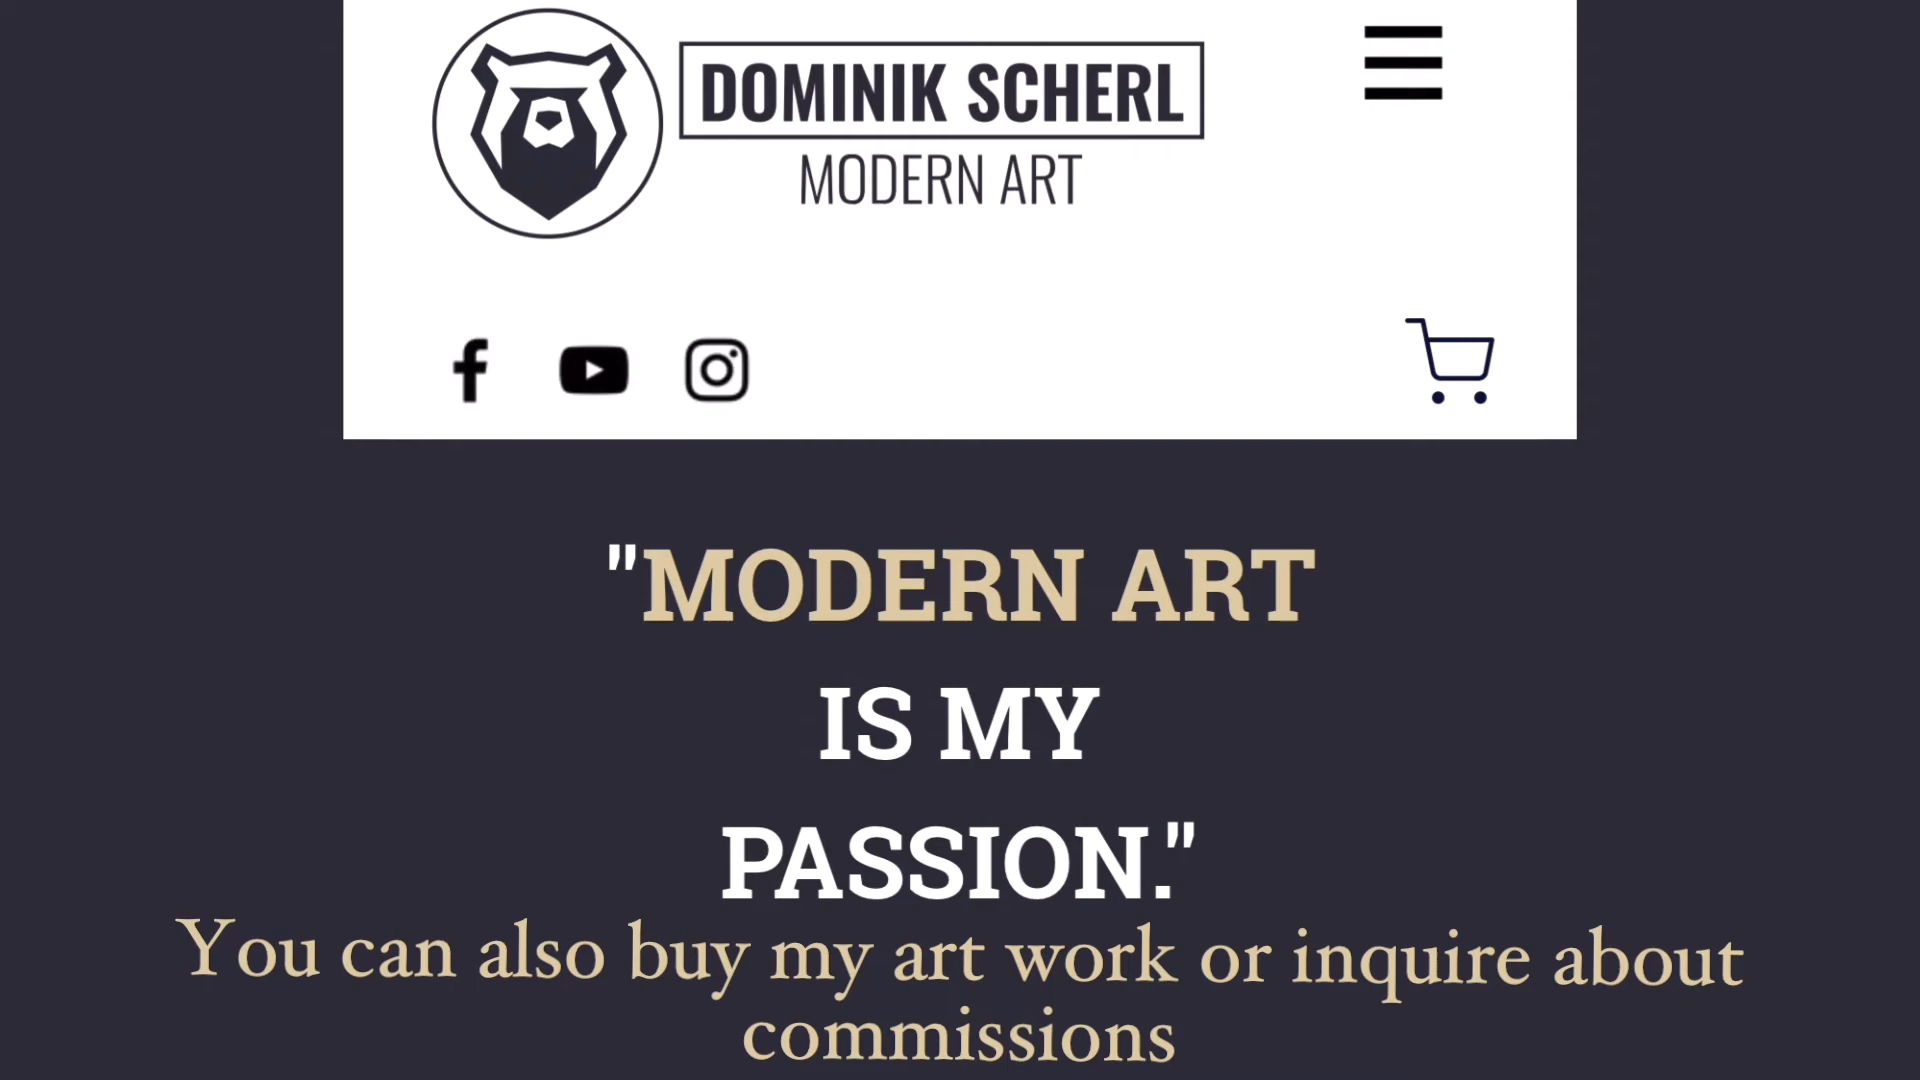 DOMINIK SCHERL
MODERN ART
"MODERN ART
IS MY
PASSION."
You can also buy my art work or inquire about
commissions